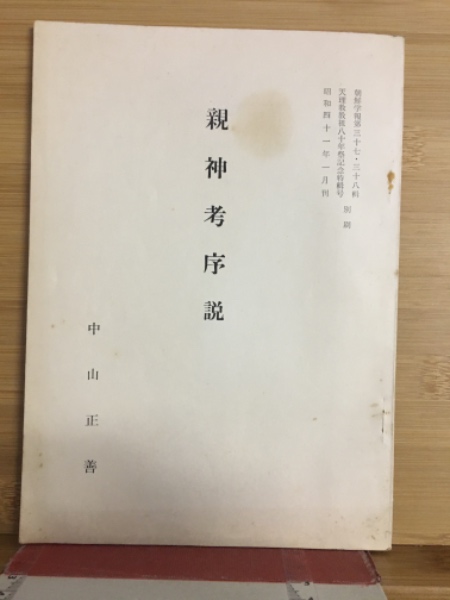 朝鮮学報第三十七・三十八輯 別刷
天理教教祖八十年祭記念特輯号
昭和四十一年一月刊
親神考序説
中山正善